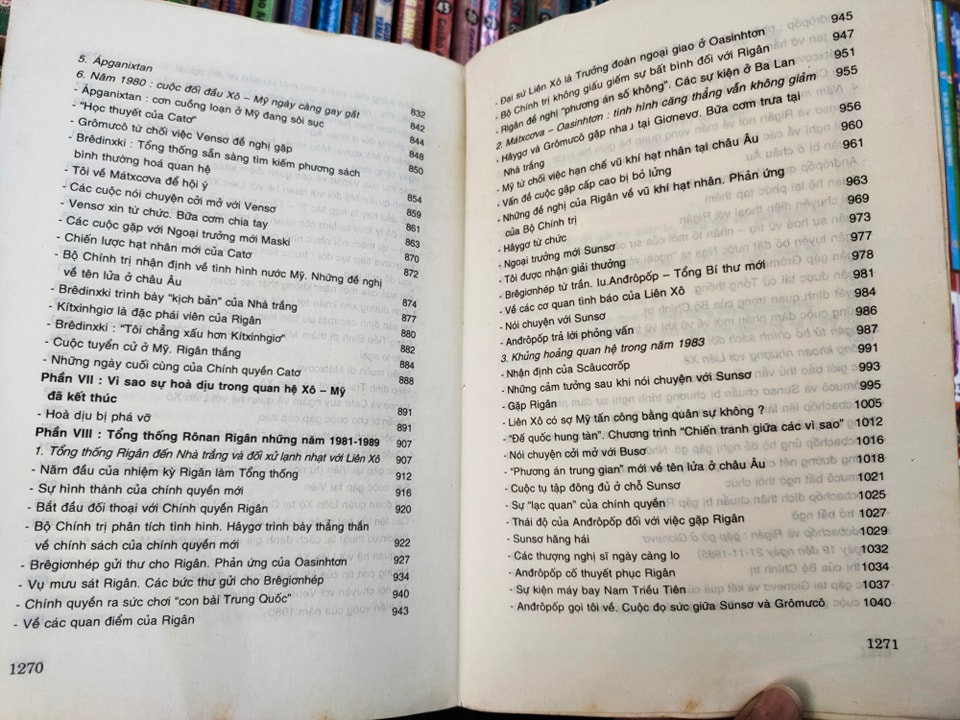 5. Ápganixtan
6. Năm 1980 : cuộc đối đầu Xô – Mỹ ngày càng gay gắt 832
- Ápganixtan : cơn cuồng loạn ở Mỹ đang sôi sục 842
- "Học thuyết của Catơ" 844
- Grômưcô từ chối việc Vensơ đề nghị gặp 848
- Brêdinxki : Tổng thống sẵn sàng tìm kiếm phương sách 850
bình thường hoá quan hệ
- Tôi về Mátxcơva để hội ý 854
- Các cuộc nói chuyện cởi mở với Vensơ 859
- Vensơ xin từ chức. Bữa cơm chia tay 861
- Các cuộc gặp với Ngoại trưởng mới Maski 863
- Chiến lược hạt nhân mới của Catơ 870
- Bộ Chính trị nhận định về tình hình nước Mỹ. Những đề nghị 872
về tên lửa ở châu Âu
- Brêdinxki trình bày "kịch bản" của Nhà trắng 874
- Kítxinhgiơ là đặc phái viên của Rigân 877
- Brêdinxki : "Tôi chẳng xấu hơn Kítxinhgiơ" 880
- Cuộc tuyển cử ở Mỹ. Rigân thắng 882
- Những ngày cuối cùng của Chính quyền Catơ 884
Phần VII : Vì sao sự hoà dịu trong quan hệ Xô – Mỹ 888
đã kết thúc 891
- Hoà dịu bị phá vỡ 891
Phần VIII : Tổng thống Rônan Rigân những năm 1981-1989 907
1. Tổng thống Rigân đến Nhà trắng và đối xử lạnh nhạt với Liên Xô 907
- Năm đầu của nhiệm kỳ Rigân làm Tổng thống 912
- Sự hình thành của chính quyền mới 916
- Bắt đầu đối thoại với Chính quyền Rigân 920
- Bộ Chính trị phân tích tình hình. Hâygơ trình bày thẳng thắn
về chính sách của chính quyền mới 922
- Brêgiơnhép gửi thư cho Rigân. Phản ứng của Oasinhtơn 927
- Vụ mưu sát Rigân. Các bức thư gửi cho Brêgiơnhép 934
- Chính quyền ra sức chơi "con bài Trung Quốc" 940
- Về các quan điểm của Rigân 943
1270
- Đại sứ Liên Xô là Trưởng đoàn ngoại giao ở Oasinhtơn 945
- Bộ Chính trị không giấu giếm sự bất bình đối với Rigân 947
- Rigân đề nghị "phương án số không". Các sự kiện ở Ba Lan 951
2. Mátxcơva – Oasinhtơn : tình hình căng thẳng vẫn không giảm 955
- Hâygơ và Grômưcô gặp nhau tại Giơnevơ. Bữa cơm trưa tại
Nhà trắng 956
- Mỹ từ chối việc hạn chế vũ khí hạt nhân tại châu Âu 960
- Vấn đề cuộc gặp cấp cao bị bỏ lửng 961
- Những đề nghị của Rigân về vũ khí hạt nhân. Phản ứng
của Bộ Chính trị 963
- Hâygơ từ chức 969
- Ngoại trưởng mới Sunsơ 973
- Tôi được nhận giải thưởng 977
- Brêgiơnhép từ trần. Iu.Anđrôpốp – Tổng Bí thư mới 978
- Về các cơ quan tình báo của Liên Xô 981
- Nói chuyện với Sunsơ 984
- Anđrôpốp trả lời phỏng vấn 986
3. Khủng hoảng quan hệ trong năm 1983 987
- Nhận định của Scâucơrốp 991
- Những cảm tưởng sau khi nói chuyện với Sunsơ 993
- Gặp Rigân 995
- Liên Xô có sợ Mỹ tấn công bằng quân sự không ? 1005
- "Đế quốc hung tàn". Chương trình "Chiến tranh giữa các vì sao" 1012
- Nói chuyện cởi mở với Busơ 1016
- "Phương án trung gian" mới về tên lửa ở châu Âu 1018
- Cuộc tụ tập đông đủ ở chỗ Sunsơ 1021
- Sự "lạc quan" của chính quyền 1025
- Thái độ của Anđrôpốp đối với việc gặp Rigân 1027
- Sunsơ hăng hái 1029
- Các thượng nghị sĩ ngày càng lo 1032
- Anđrôpốp cố thuyết phục Rigân 1034
- Sự kiện máy bay Nam Triều Tiên 1037
- Anđrôpốp gọi tôi về. Cuộc đọ sức giữa Sunsơ và Grômưcô 1040
1271